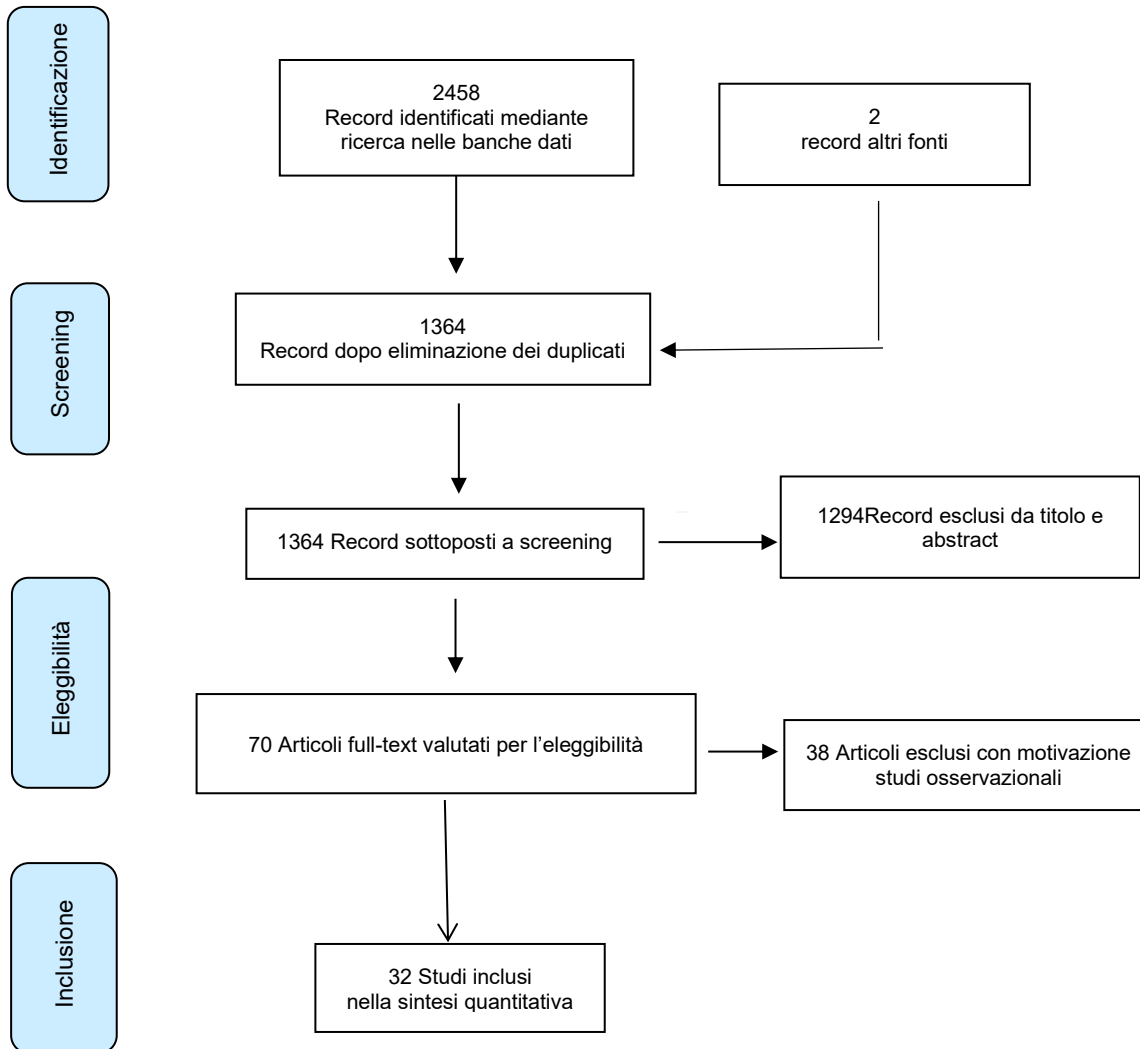 Identificazione
2458
Record identificati mediante
ricerca nelle banche dati
2
record altri fonti
Screening
1364
Record dopo eliminazione dei duplicati
1364 Record sottoposti a screening
1294Record esclusi da titolo e
abstract
Eleggibilità
70 Articoli full-text valutati per l’eleggibilità
38 Articoli esclusi con motivazione
studi osservazionali
Inclusione
32 Studi inclusi
nella sintesi quantitativa